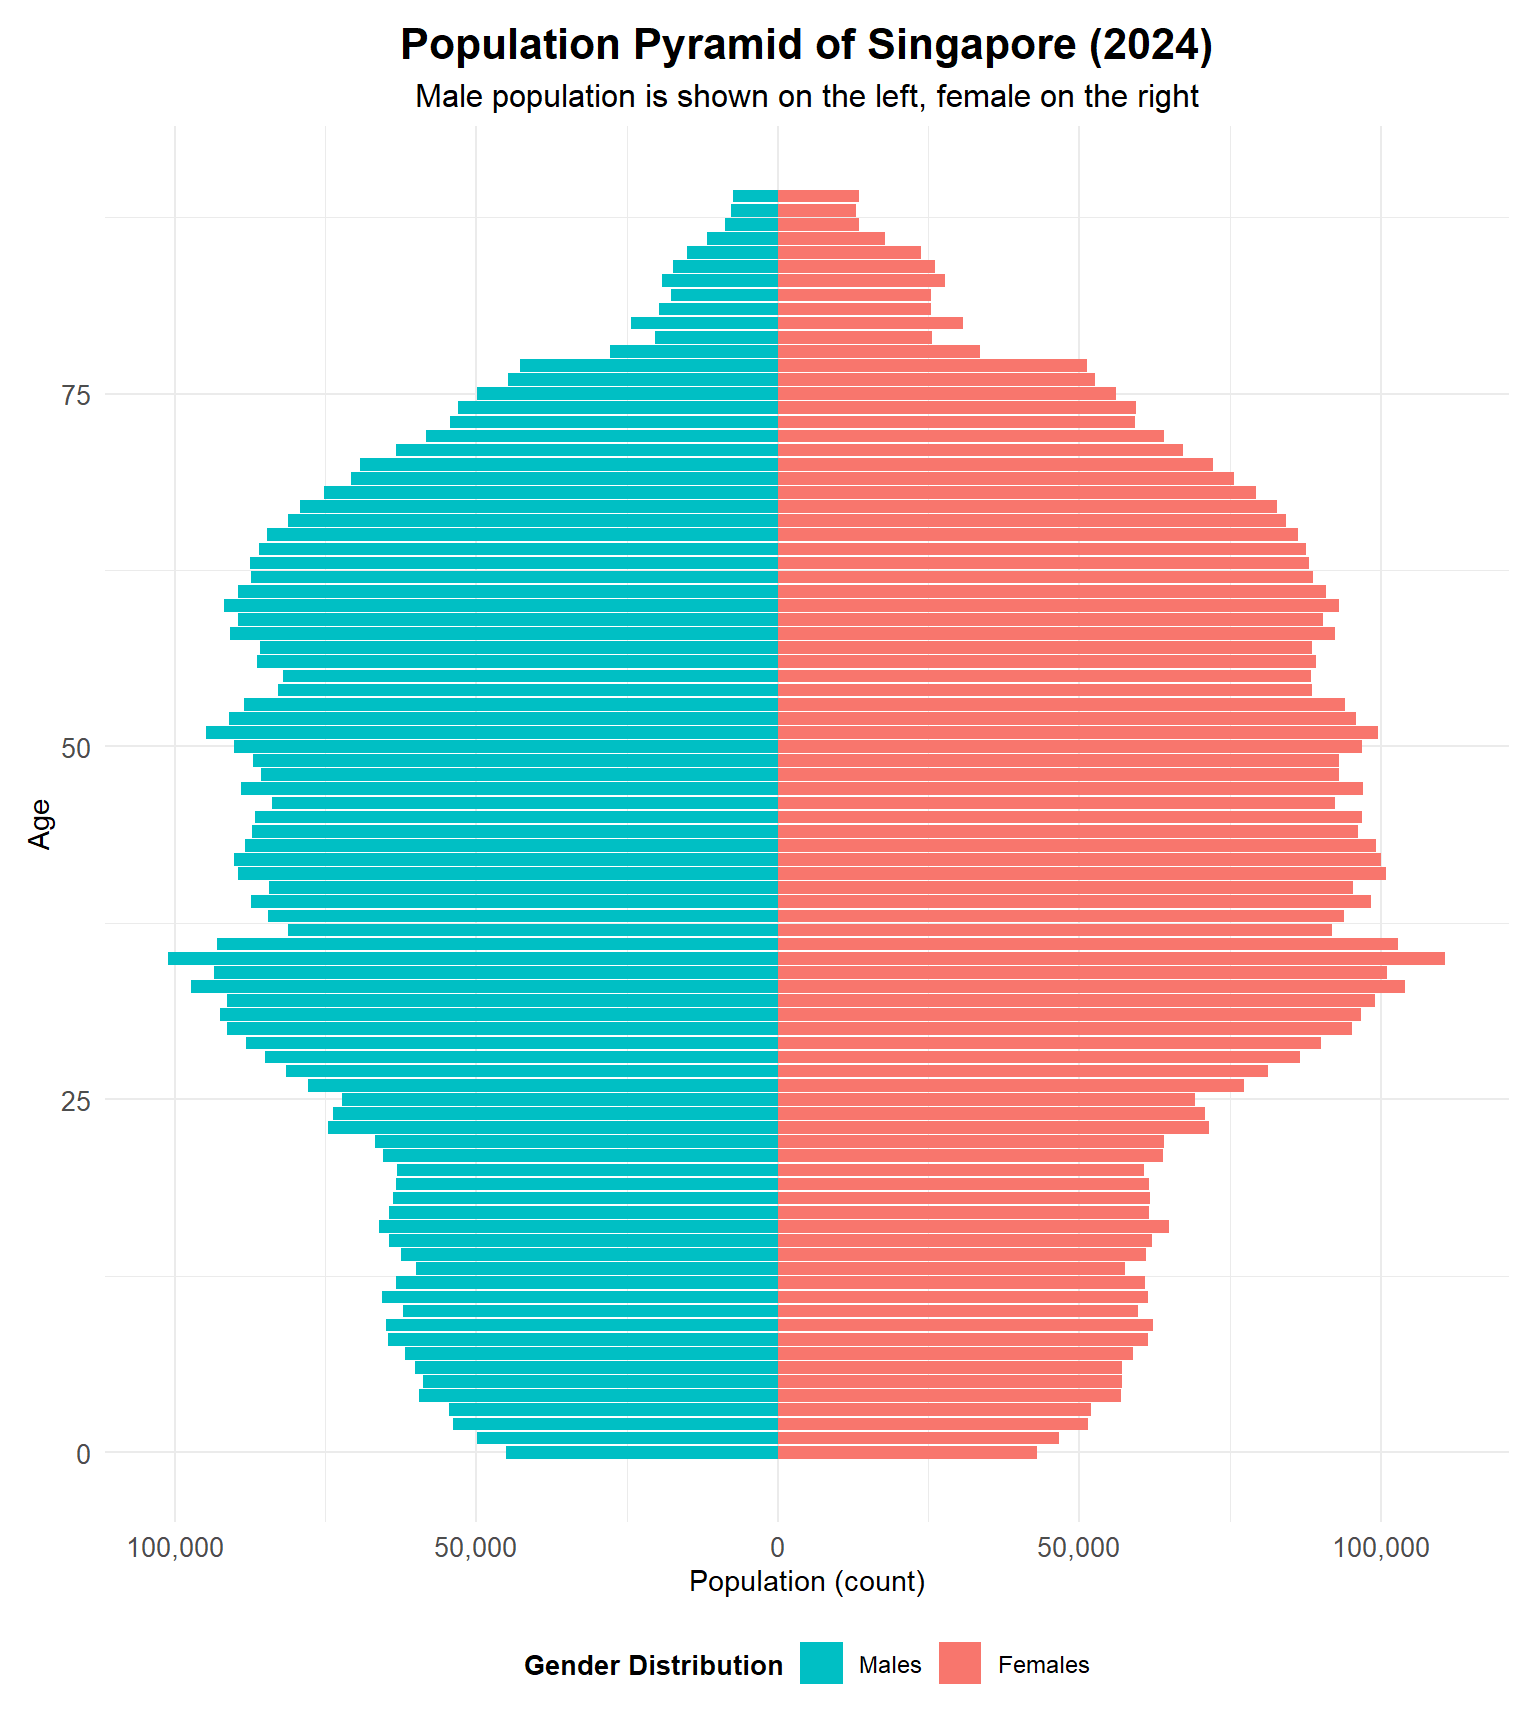 Population Pyramid of Singapore (2024)
Male population is shown on the left, female on the right
Age
75
50
25
0
100,000 50,000 0 50,000 100,000
Population (count)
Gender Distribution Males Females